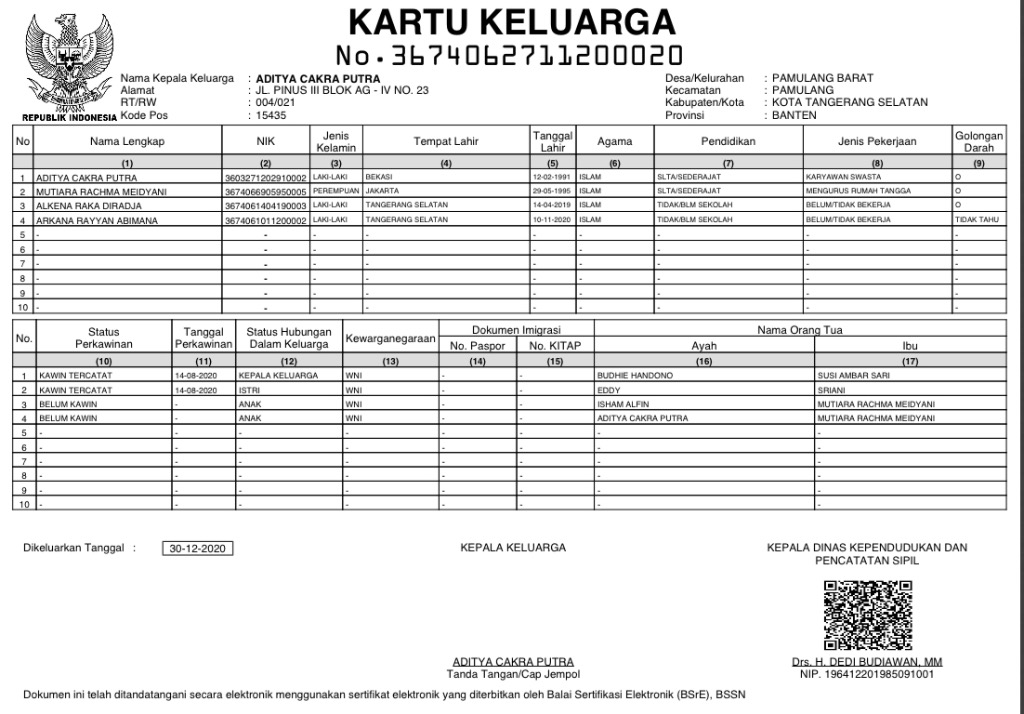 KARTU KELUARGA
No.3674062711200020
REPUBLIK INDONESIA
Nama Kepala Keluarga : ADITYA CAKRA PUTRA
Alamat : JL. PINUS III BLOK AG - IV NO. 23
RT/RW : 004/021
Kode Pos : 15435
Desa/Kelurahan : PAMULANG BARAT
Kecamatan : PAMULANG
Kabupaten/Kota : KOTA TANGERANG SELATAN
Provinsi : BANTEN
No Nama Lengkap NIK Jenis Kelamin Tempat Lahir Tanggal Lahir Agama Pendidikan Jenis Pekerjaan Golongan Darah
(1) (2) (3) (4) (5) (6) (7) (8) (9)
1 ADITYA CAKRA PUTRA 3603271202910002 LAKI-LAKI BEKASI 12-02-1991 ISLAM SLTA/SEDERAJAT KARYAWAN SWASTA O
2 MUTIARA RACHMA MEIDYANI 3674066905950005 PEREMPUAN JAKARTA 29-05-1995 ISLAM SLTA/SEDERAJAT MENGURUS RUMAH TANGGA O
3 ALKENA RAKA DIRADJA 3674061404190003 LAKI-LAKI TANGERANG SELATAN 14-04-2019 ISLAM TIDAK/BLM SEKOLAH BELUM/TIDAK BEKERJA O
4 ARKANA RAYYAN ABIMANA 3674061011200002 LAKI-LAKI TANGERANG SELATAN 10-11-2020 ISLAM TIDAK/BLM SEKOLAH BELUM/TIDAK BEKERJA TIDAK TAHU
5 - - - - - - - - -
6 - - - - - - - - -
7 - - - - - - - - -
8 - - - - - - - - -
9 - - - - - - - - -
10 - - - - - - - - -
No. Status Perkawinan Tanggal Perkawinan Status Hubungan Dalam Keluarga Kewarganegaraan Dokumen Imigrasi Nama Orang Tua
No. Paspor No. KITAP Ayah Ibu
(10) (11) (12) (13) (14) (15) (16) (17)
1 KAWIN TERCATAT 14-08-2020 KEPALA KELUARGA WNI - - BUDHIE HANDONO SUSI AMBAR SARI
2 KAWIN TERCATAT 14-08-2020 ISTRI WNI - - EDDY SRIANI
3 BELUM KAWIN - ANAK WNI - - ISHAM ALFIN MUTIARA RACHMA MEIDYANI
4 BELUM KAWIN - ANAK WNI - - ADITYA CAKRA PUTRA MUTIARA RACHMA MEIDYANI
5 - - - - - - - -
6 - - - - - - - -
7 - - - - - - - -
8 - - - - - - - -
9 - - - - - - - -
10 - - - - - - - -
Dikeluarkan Tanggal : 30-12-2020
KEPALA KELUARGA
ADITYA CAKRA PUTRA
Tanda Tangan/Cap Jempol
KEPALA DINAS KEPENDUDUKAN DAN
PENCATATAN SIPIL
Drs. H. DEDI BUDIAWAN, MM
NIP. 196412201985091001
Dokumen ini telah ditandatangani secara elektronik menggunakan sertifikat elektronik yang diterbitkan oleh Balai Sertifikasi Elektronik (BSrE), BSSN